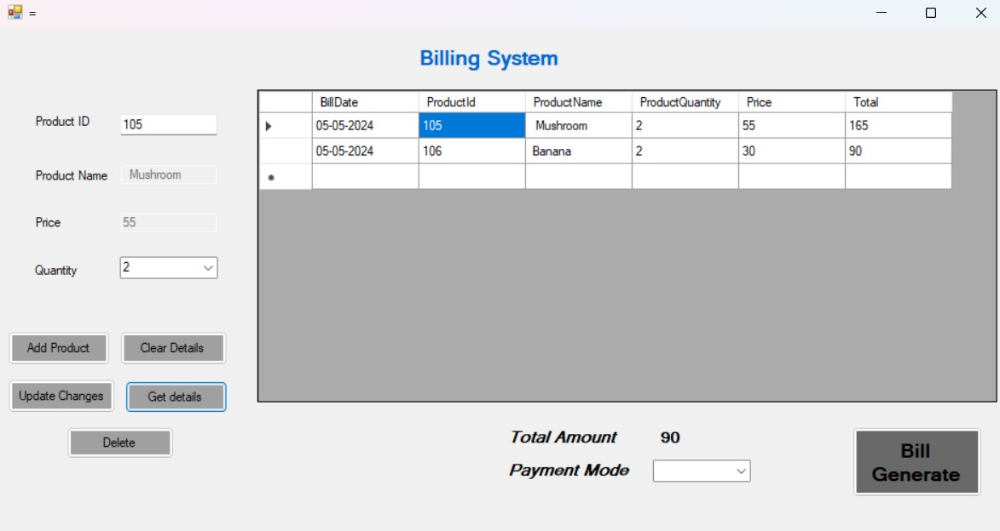 =
Billing System
Product ID 105
Product Name Mushroom
Price 55
Quantity 2
Add Product Clear Details
Update Changes Get details
Delete
BillDate ProductId ProductName ProductQuantity Price Total
05-05-2024 105 Mushroom 2 55 165
05-05-2024 106 Banana 2 30 90
Total Amount 90
Payment Mode
Bill
Generate